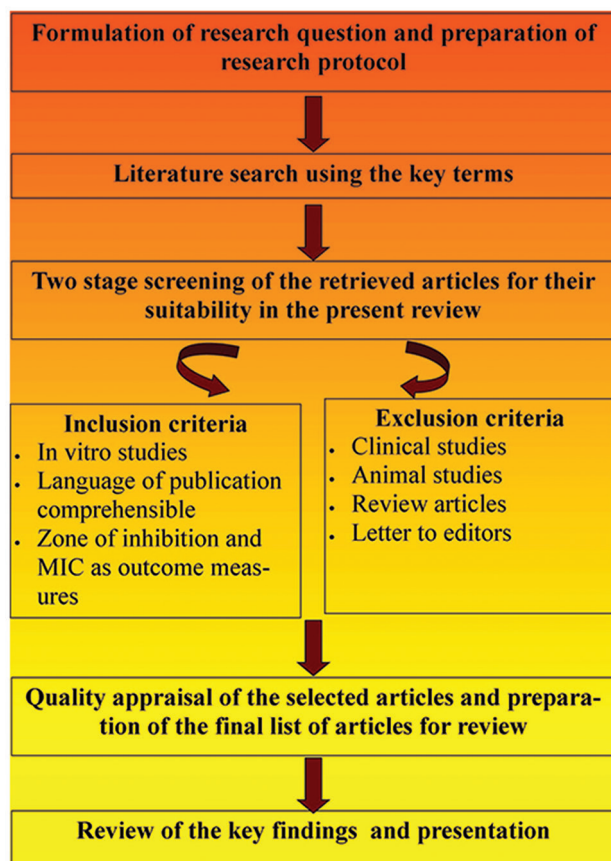 Formulation of research question and preparation of
research protocol
Literature search using the key terms
Two stage screening of the retrieved articles for their
suitability in the present review
Inclusion criteria
• In vitro studies
• Language of publication
comprehensible
• Zone of inhibition and
MIC as outcome meas-
ures
Exclusion criteria
• Clinical studies
• Animal studies
• Review articles
• Letter to editors
Quality appraisal of the selected articles and prepara-
tion of the final list of articles for review
Review of the key findings and presentation